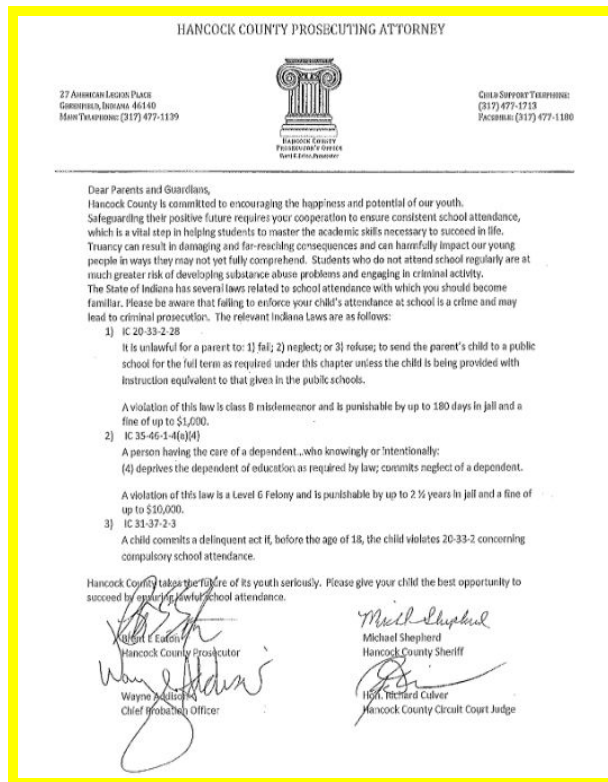 HANCOCK COUNTY PROSECUTING ATTORNEY
27 AMERICAN LEGION PLACE
GREENFIELD, INDIANA 46140
MAIN TELEPHONE: (317) 477-1139
CHILD SUPPORT TELEPHONE:
(317) 477-1713
FACSIMILE: (317) 477-1180
HANCOCK COUNTY
PROSECUTOR'S OFFICE
Brent E. Eaton, Prosecutor
Dear Parents and Guardians,
Hancock County is committed to encouraging the happiness and potential of our youth.
Safeguarding their positive future requires your cooperation to ensure consistent school attendance,
which is a vital step in helping students to master the academic skills necessary to succeed in life.
Truancy can result in damaging and far-reaching consequences and can harmfully impact our young
people in ways they may not yet fully comprehend. Students who do not attend school regularly are at
much greater risk of developing substance abuse problems and engaging in criminal activity.
The State of Indiana has several laws related to school attendance with which you should become
familiar. Please be aware that failing to enforce your child's attendance at school is a crime and may
lead to criminal prosecution. The relevant Indiana Laws are as follows:
1) IC 20-33-2-28
It is unlawful for a parent to: 1) fail; 2) neglect; or 3) refuse; to send the parent's child to a public
school for the full term as required under this chapter unless the child is being provided with
instruction equivalent to that given in the public schools.
A violation of this law is class B misdemeanor and is punishable by up to 180 days in jail and a
fine of up to $1,000.
2) IC 35-46-1-4(a)(4)
A person having the care of a dependent...who knowingly or intentionally:
(4) deprives the dependent of education as required by law; commits neglect of a dependent.
A violation of this law is a Level 6 Felony and is punishable by up to 2 ½ years in jail and a fine of
up to $10,000.
3) IC 31-37-2-3
A child commits a delinquent act if, before the age of 18, the child violates 20-33-2 concerning
compulsory school attendance.
Hancock County takes the future of its youth seriously. Please give your child the best opportunity to
succeed by ensuring lawful school attendance.
Brent E Eaton
Hancock County Prosecutor
Michael Shepherd
Hancock County Sheriff
Wayne Addison
Chief Probation Officer
Hon. Richard Culver
Hancock County Circuit Court Judge